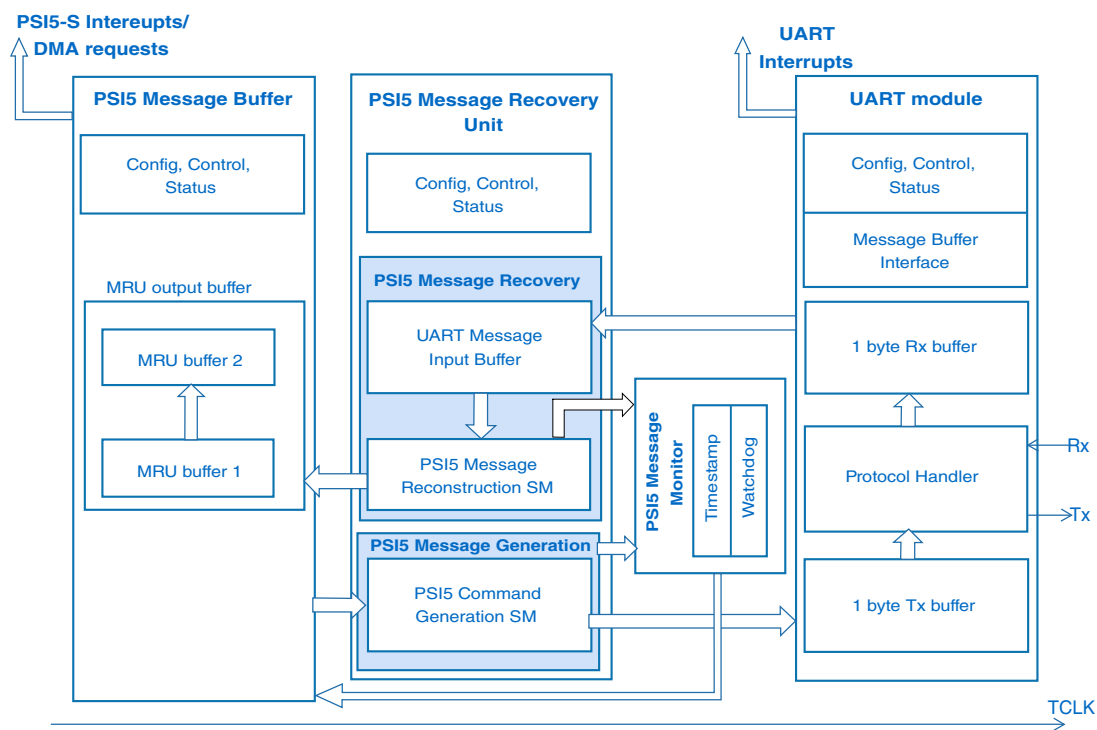 PSI5-S Intereupts/
DMA requests
PSI5 Message Buffer
Config, Control,
Status
MRU output buffer
MRU buffer 2
MRU buffer 1
PSI5 Message Recovery
Unit
Config, Control,
Status
PSI5 Message Recovery
UART Message
Input Buffer
PSI5 Message
Reconstruction SM
PSI5 Message Generation
PSI5 Command
Generation SM
PSI5 Message
Monitor
Timestamp
Watchdog
UART
Interrupts
UART module
Config, Control,
Status
Message Buffer
Interface
1 byte Rx buffer
Protocol Handler
1 byte Tx buffer
Rx
Tx
TCLK